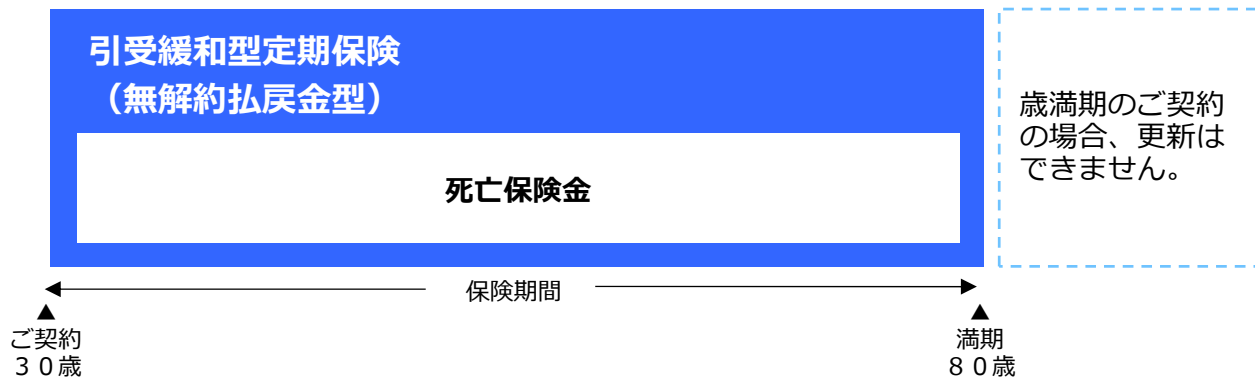 引受緩和型定期保険
（無解約払戻金型）
死亡保険金
歳満期のご契約
の場合、更新は
できません。
保険期間
ご契約
３０歳
満期
８０歳